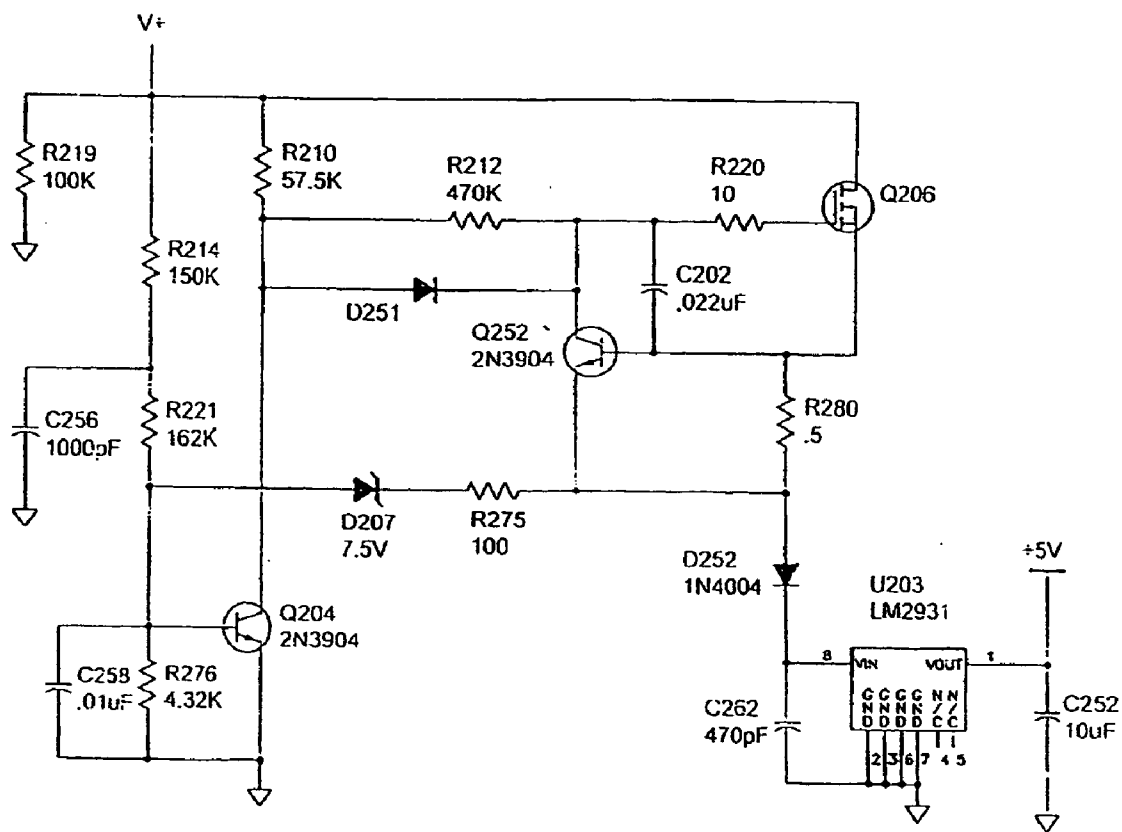 V+
R219
100K
R210
57.5K
R212
470K
R220
10
Q206
R214
150K
D251
C202
.022uF
Q252
2N3904
C256
1000pF
R221
162K
R280
.5
D207
7.5V
R275
100
D252
1N4004
+5V
U203
LM2931
Q204
2N3904
C258
.01uF
R276
4.32K
8
VIN
VOUT
1
GND
GND
GND
GND
N/C
N/C
C262
470pF
C252
10uF
2
3
6
7
4
5